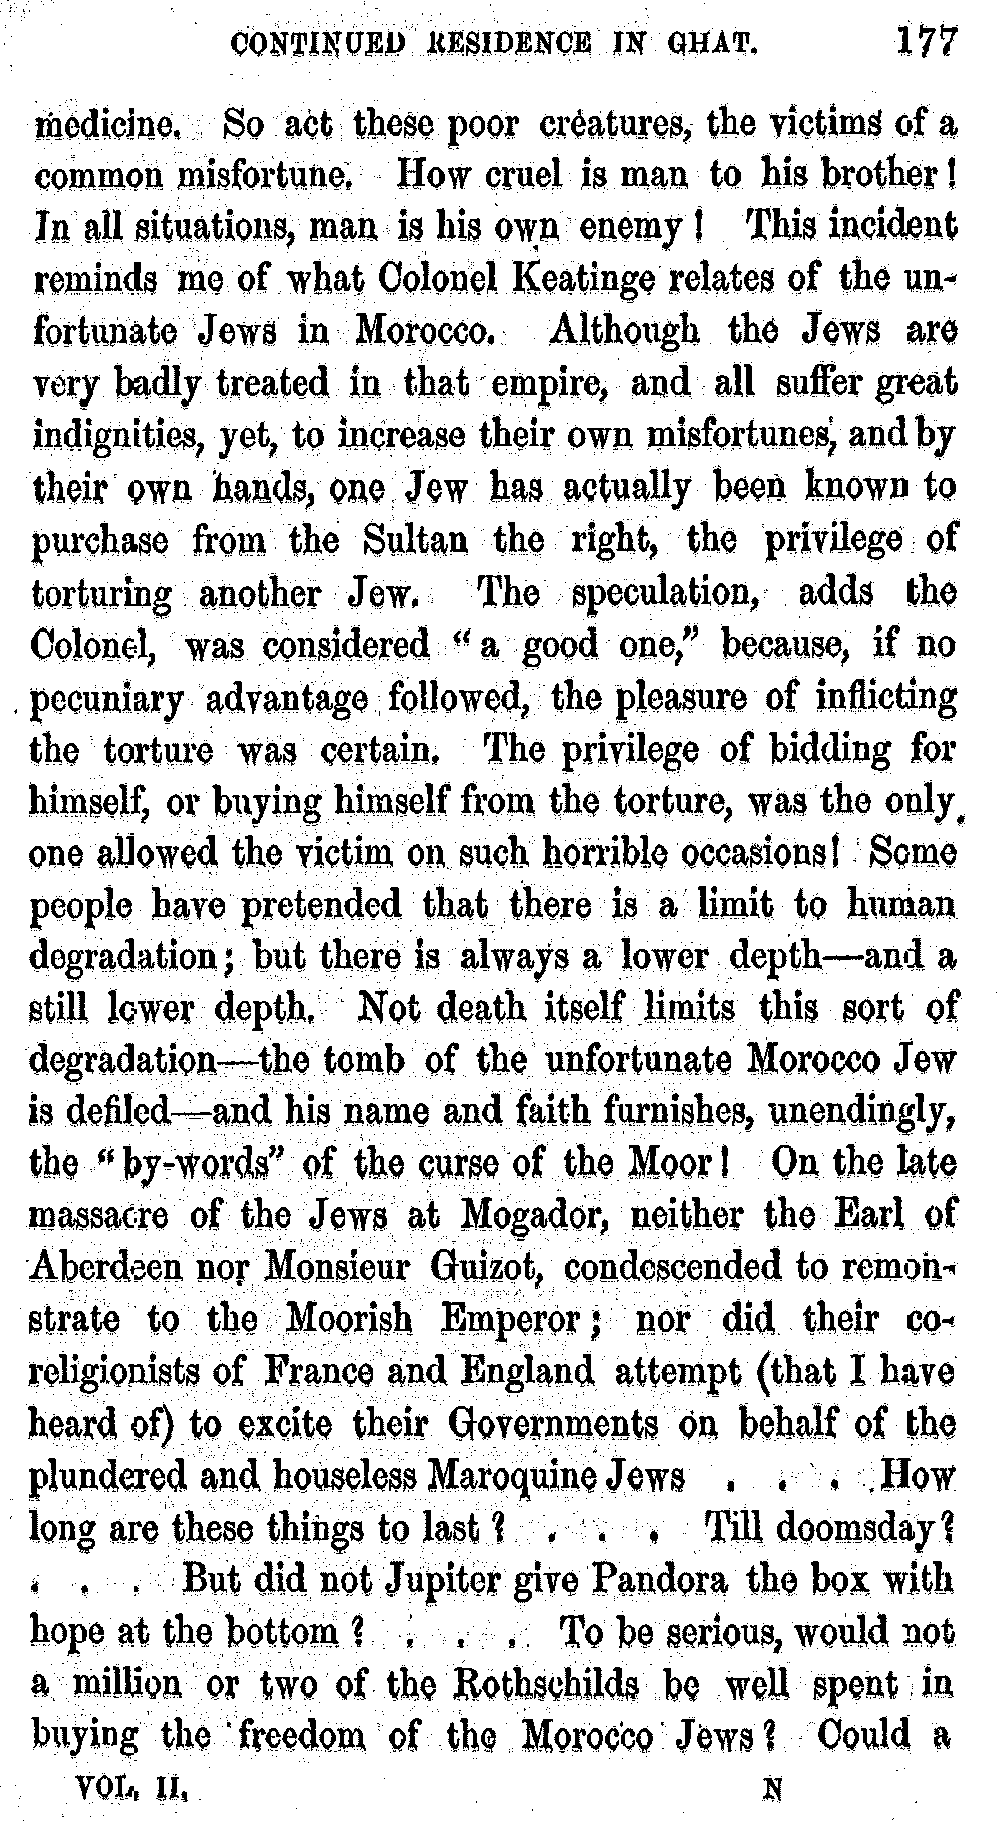 CONTINUED RESIDENCE IN GHAT. 177
medicine. So act these poor creatures, the victims of a
common misfortune. How cruel is man to his brother!
In all situations, man is his own enemy! This incident
reminds me of what Colonel Keatinge relates of the un-
fortunate Jews in Morocco. Although the Jews are
very badly treated in that empire, and all suffer great
indignities, yet, to increase their own misfortunes, and by
their own hands, one Jew has actually been known to
purchase from the Sultan the right, the privilege of
torturing another Jew. The speculation, adds the
Colonel, was considered "a good one," because, if no
pecuniary advantage followed, the pleasure of inflicting
the torture was certain. The privilege of bidding for
himself, or buying himself from the torture, was the only
one allowed the victim on such horrible occasions! Some
people have pretended that there is a limit to human
degradation; but there is always a lower depth—and a
still lower depth. Not death itself limits this sort of
degradation—the tomb of the unfortunate Morocco Jew
is defiled—and his name and faith furnishes, unendingly,
the "by-words" of the curse of the Moor! On the late
massacre of the Jews at Mogador, neither the Earl of
Aberdeen nor Monsieur Guizot, condescended to remon-
strate to the Moorish Emperor; nor did their co-
religionists of France and England attempt (that I have
heard of) to excite their Governments on behalf of the
plundered and houseless Maroquine Jews . . . . How
long are these things to last? . . . . Till doomsday?
. . . But did not Jupiter give Pandora the box with
hope at the bottom? . . . To be serious, would not
a million or two of the Rothschilds be well spent in
buying the freedom of the Morocco Jews? Could a
VOL. II. N